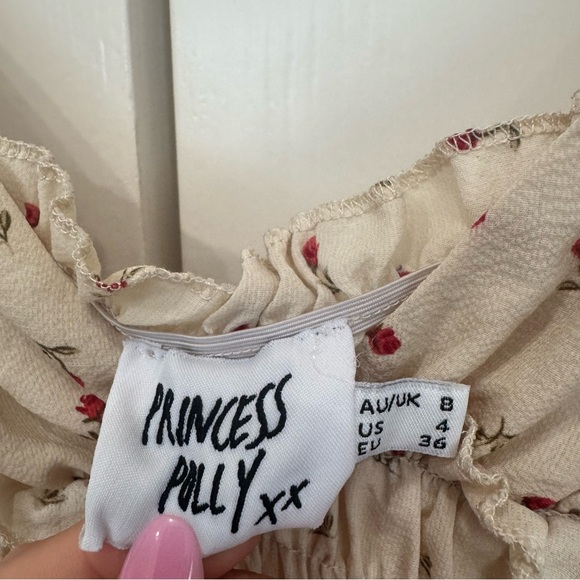 PRINCESS
POLLY xx
AU/UK 8
US 4
EU 36